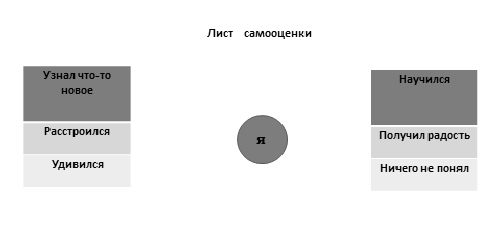 Лист самооценки
Узнал что-то
новое
Расстроился
Удивился
Я
Научился
Получил радость
Ничего не понял